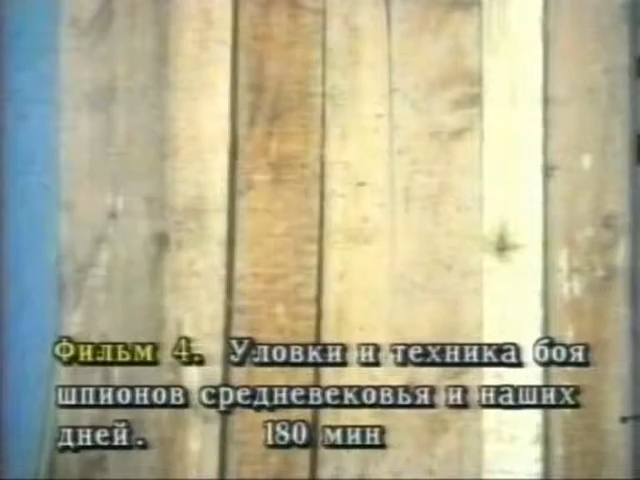 Фильм 4. Уловки и техника боя
шпионов средневековья и наших
дней. 180 мин